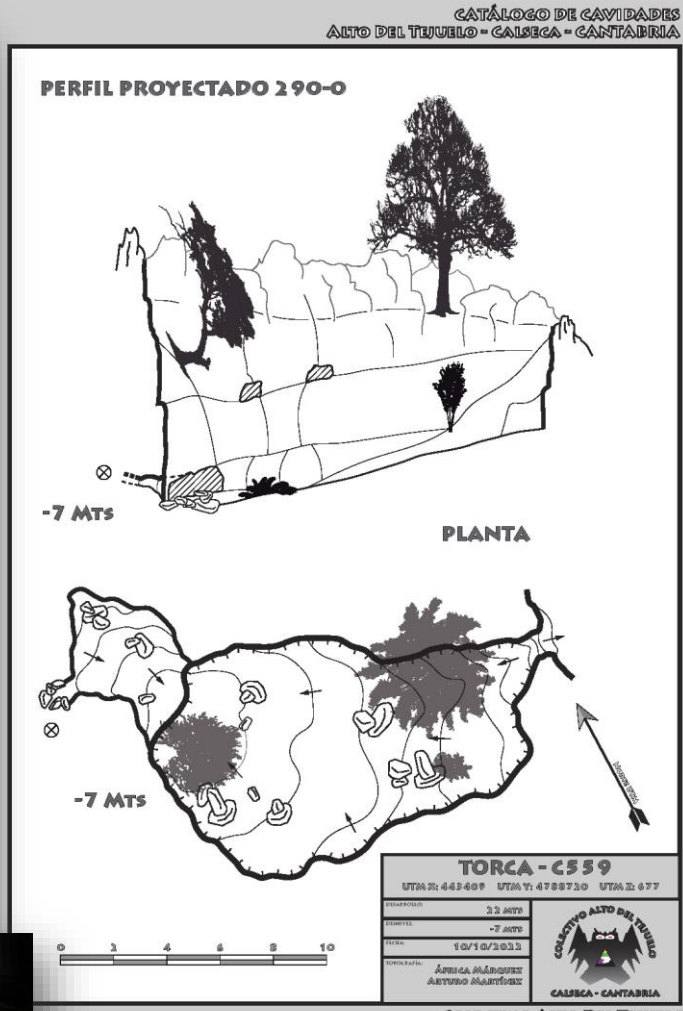 CATÁLOGO DE CAVIDADES
ALTO DEL TEJUELO - CALSECA - CANTABRIA
PERFIL PROYECTADO 290-0
-7 MTS
PLANTA
-7 MTS
TORCA - C559
UTM X: 443409 UTM Y: 4788720 UTM Z: 677
DESARROLLO:
22 MTS
DESNIVEL:
-7 MTS
FECHA:
10/10/2022
TOPOGRAFÍA:
ÁFRICA MÁRQUEZ
ARTURO MARTÍNEZ
COLECTIVO ALTO DEL TEJUELO
CALSECA - CANTABRIA
0 2 4 6 8 10